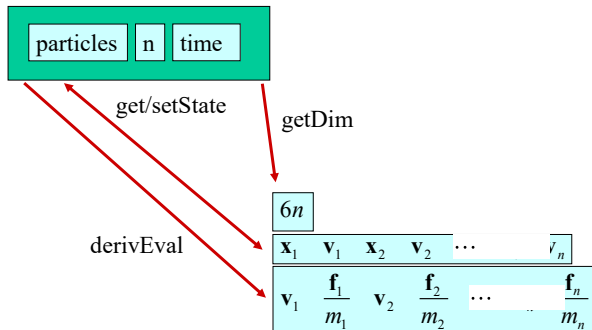 particles n time
get/setState
getDim
6n
derivEval
x₁ v₁ x₂ v₂ ⋯ vₙ
v₁ f₁/m₁ v₂ f₂/m₂ ⋯ fₙ/mₙ